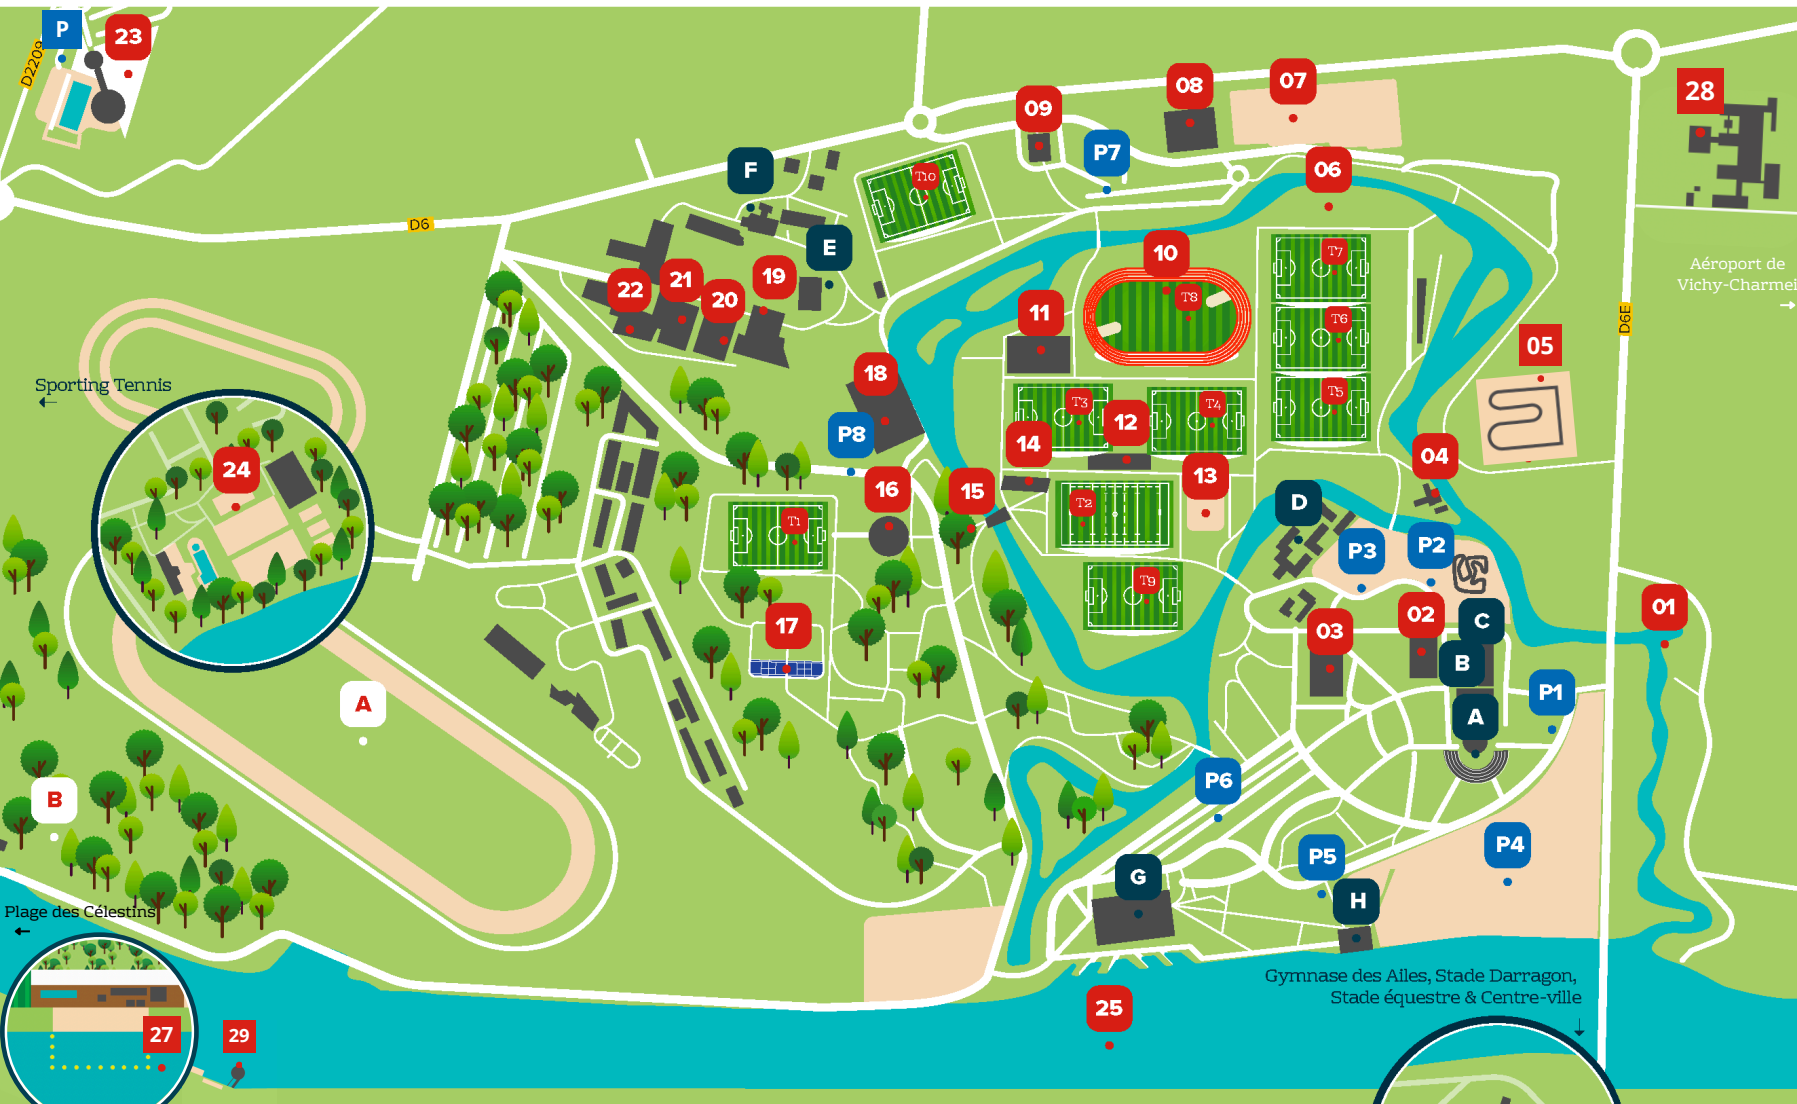 P
23
D2209
28
08
07
09
P7
F
06
T10
D6
E
10
T7
Aéroport de
Vichy-Charmei
22
21
20
19
T8
11
T6
D6E
05
Sporting Tennis
18
T5
T3
T4
12
P8
14
04
24
13
16
15
T2
D
T1
P3
P2
T9
01
02
C
17
03
B
P1
A
A
P6
B
P4
P5
G
H
Plage des Célestins
Gymnase des Ailes, Stade Darragon,
Stade équestre & Centre-ville
25
27
29